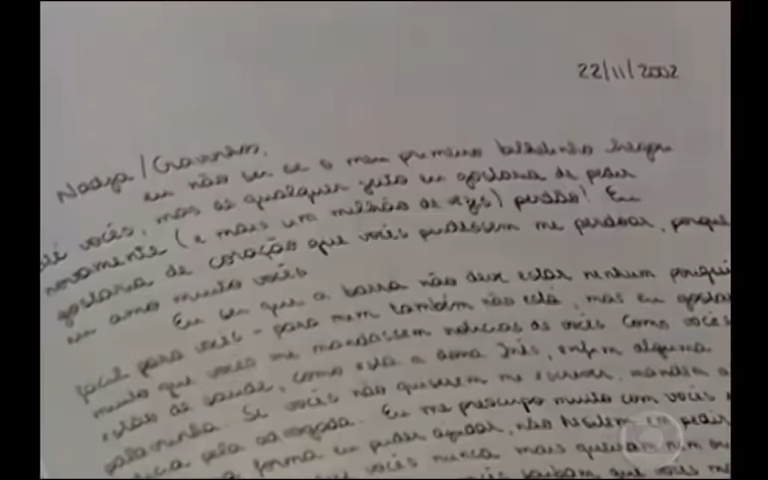 22/11/2002
Nadja/Cravinhos,
eu não sei se o meu primeiro bilhetinho chegou
até vocês, mas de qualquer jeito eu gostaria de pedir
novamente (e mais um milhão de vezes) perdão! Eu
gostaria de coração que vocês pudessem me perdoar, porque
eu amo muito vocês
Eu sei que a barra não deve estar nenhum pouqui
fácil para vocês - para mim também não está, mas eu gostar
muito que vocês me mandassem notícias de vocês como vocês
estão de saúde, como está a dona Inês, enfim alguma
palavrinha. Se vocês não quiserem me escrever, mandem
pela advogada. Eu me preocupo muito com vocês
forma eu puder ajudar, não hesitem em pedir
vocês nunca mais queiram nem
saibam que vocês